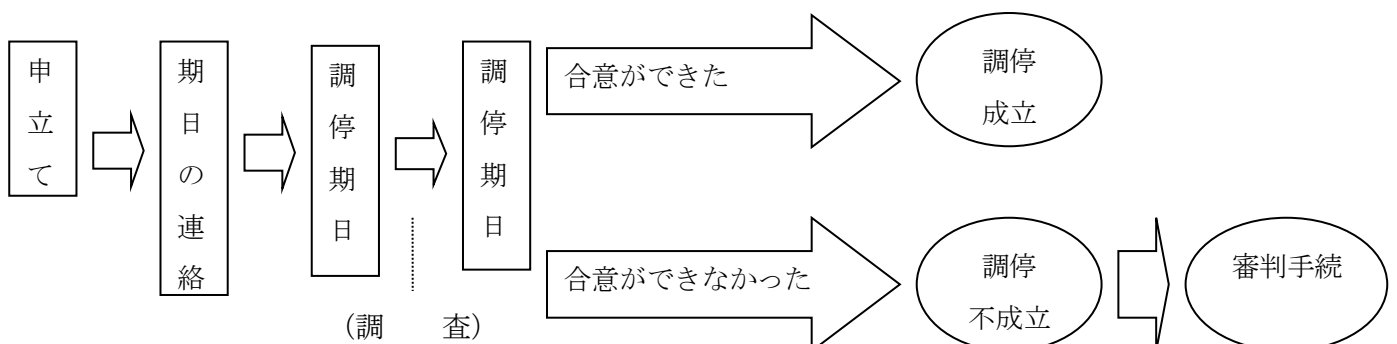 申立て
期日の連絡
調停期日
調停期日
合意ができた
調停
成立
(調　査)
合意ができなかった
調停
不成立
審判手続